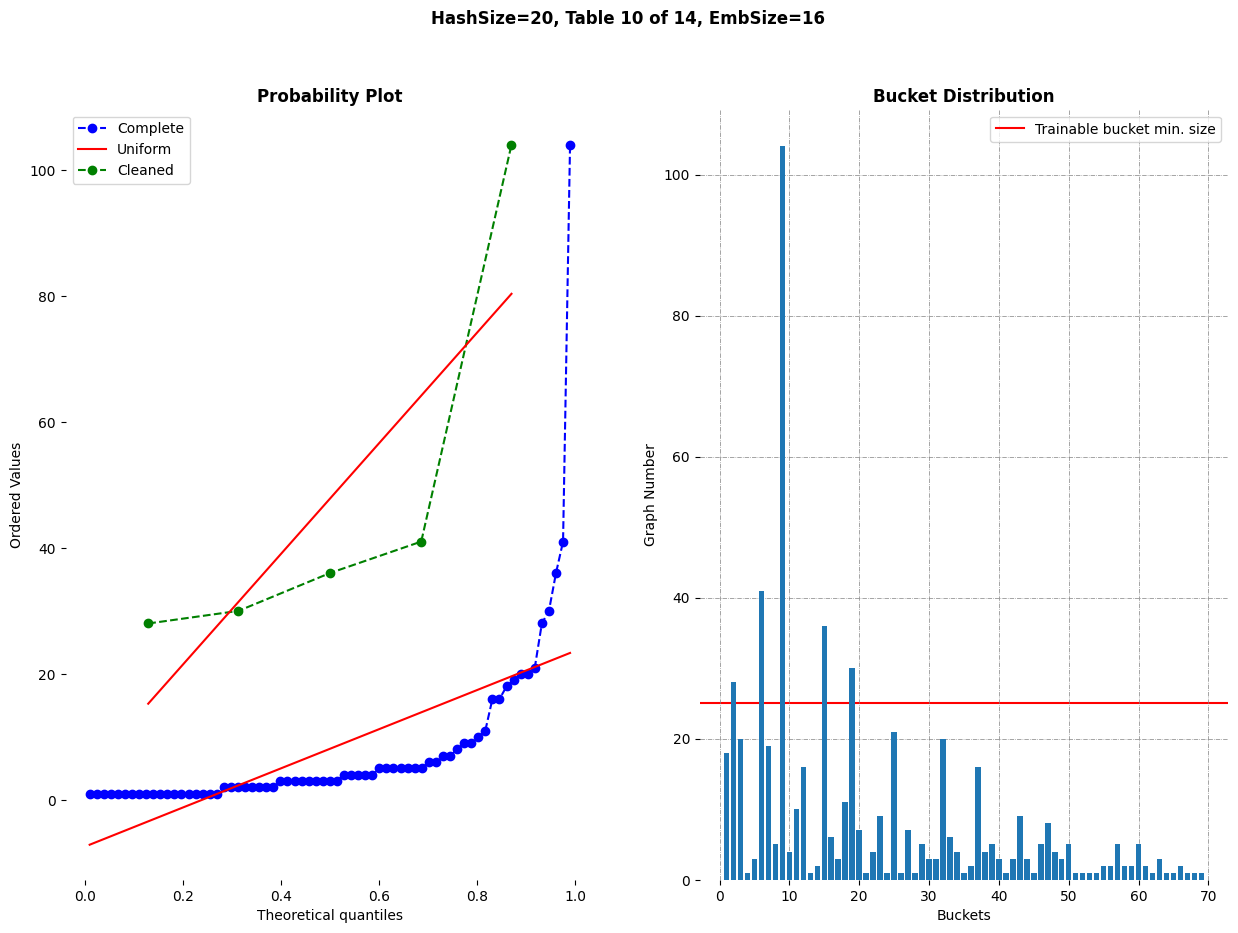 HashSize=20, Table 10 of 14, EmbSize=16
Probability Plot
Complete
Uniform
Cleaned
100
80
60
40
20
0
Ordered Values
0.0 0.2 0.4 0.6 0.8 1.0
Theoretical quantiles
Bucket Distribution
Trainable bucket min. size
100
80
60
40
20
0
Graph Number
0 10 20 30 40 50 60 70
Buckets